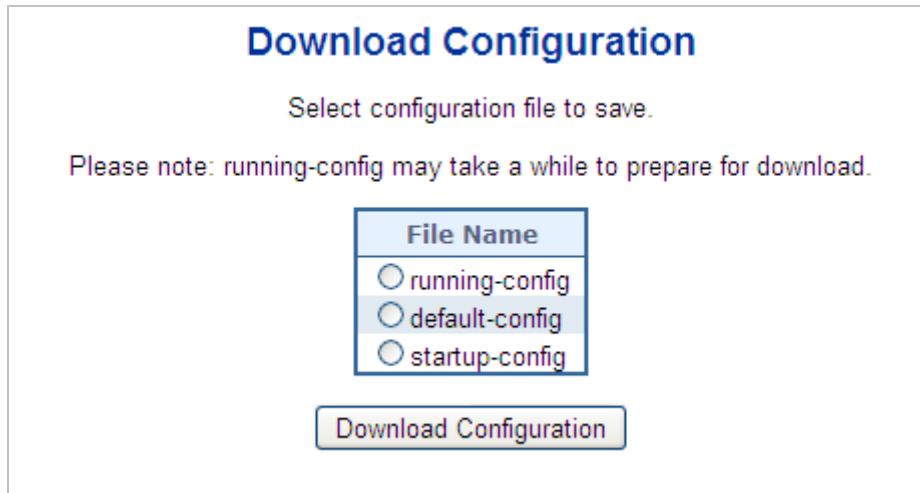 Download Configuration
Select configuration file to save.
Please note: running-config may take a while to prepare for download.
File Name
running-config
default-config
startup-config
Download Configuration